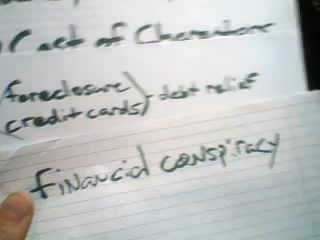 Cast of Characters
foreclosure
credit cards } debt relief
financial conspiracy